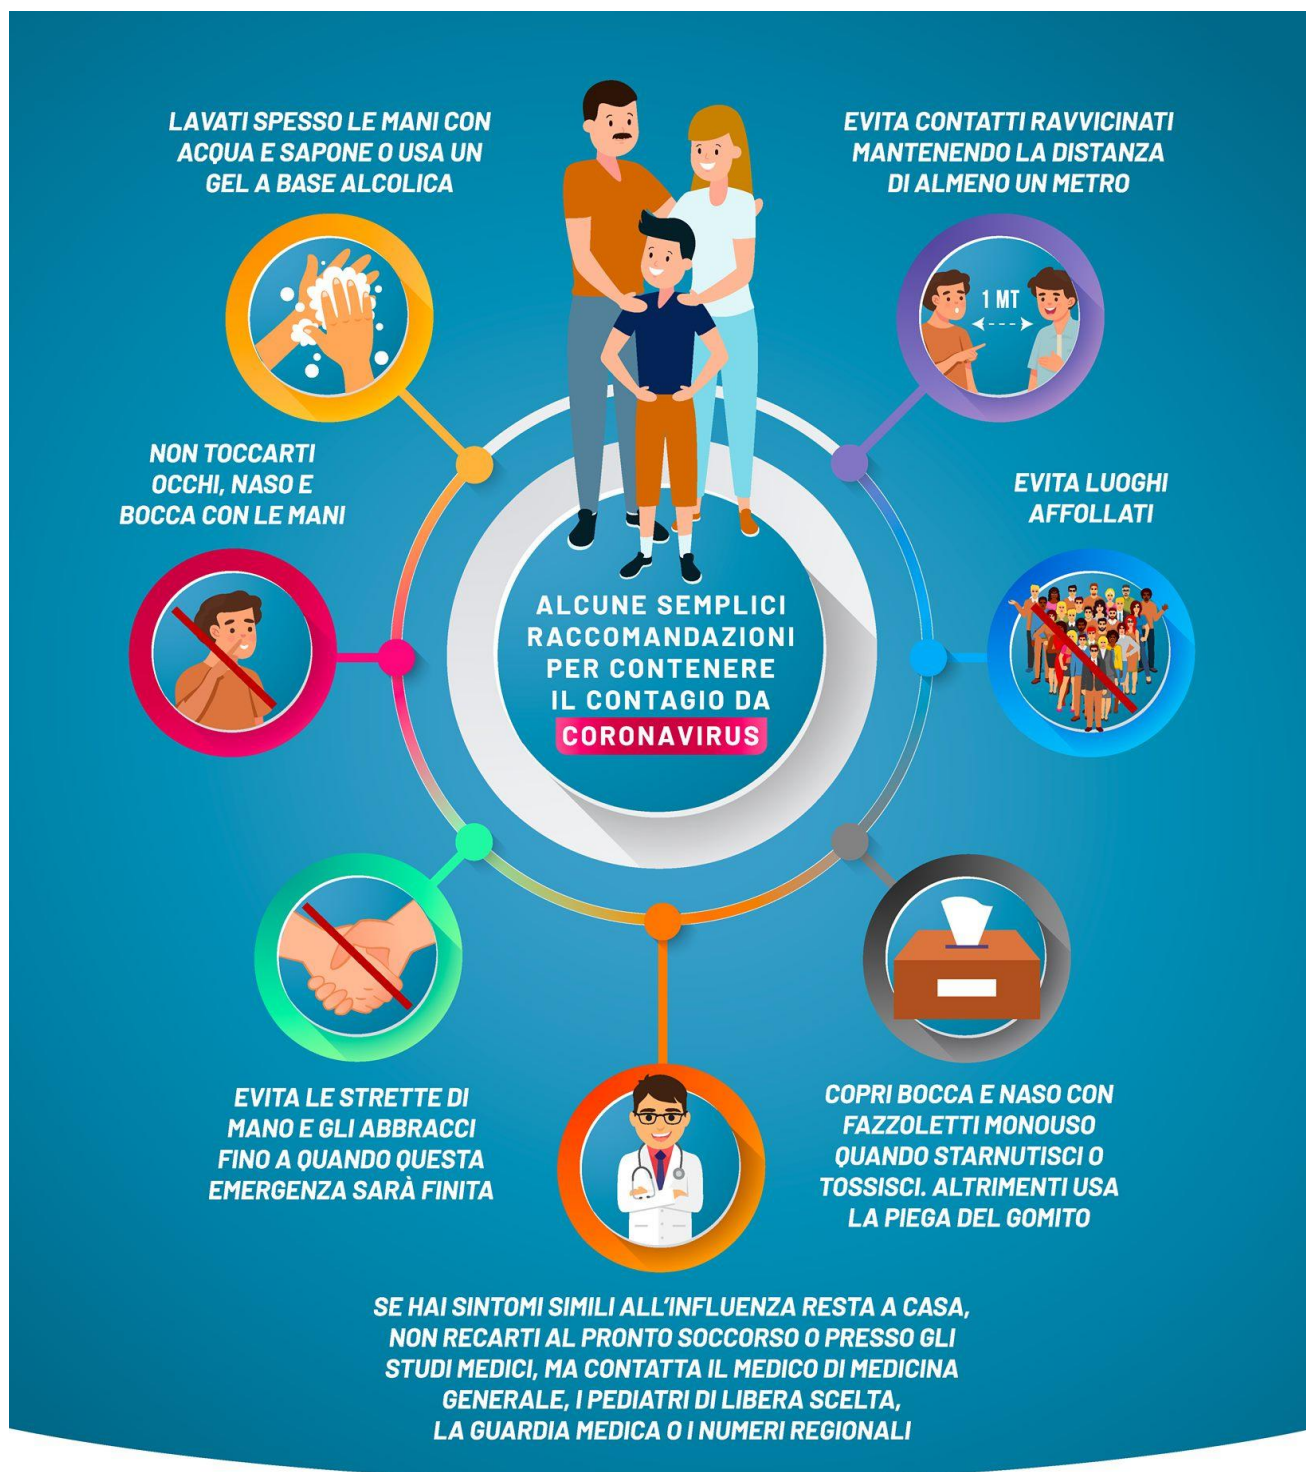 LAVATI SPESSO LE MANI CON
ACQUA E SAPONE O USA UN
GEL A BASE ALCOLICA
EVITA CONTATTI RAVVICINATI
MANTENENDO LA DISTANZA
DI ALMENO UN METRO
1 MT
NON TOCCARTI
OCCHI, NASO E
BOCCA CON LE MANI
EVITA LUOGHI
AFFOLLATI
ALCUNE SEMPLICI
RACCOMANDAZIONI
PER CONTENERE
IL CONTAGIO DA
CORONAVIRUS
EVITA LE STRETTE DI
MANO E GLI ABBRACCI
FINO A QUANDO QUESTA
EMERGENZA SARÀ FINITA
COPRI BOCCA E NASO CON
FAZZOLETTI MONOUSO
QUANDO STARNUTISCI O
TOSSISCI. ALTRIMENTI USA
LA PIEGA DEL GOMITO
SE HAI SINTOMI SIMILI ALL'INFLUENZA RESTA A CASA,
NON RECARTI AL PRONTO SOCCORSO O PRESSO GLI
STUDI MEDICI, MA CONTATTA IL MEDICO DI MEDICINA
GENERALE, I PEDIATRI DI LIBERA SCELTA,
LA GUARDIA MEDICA O I NUMERI REGIONALI